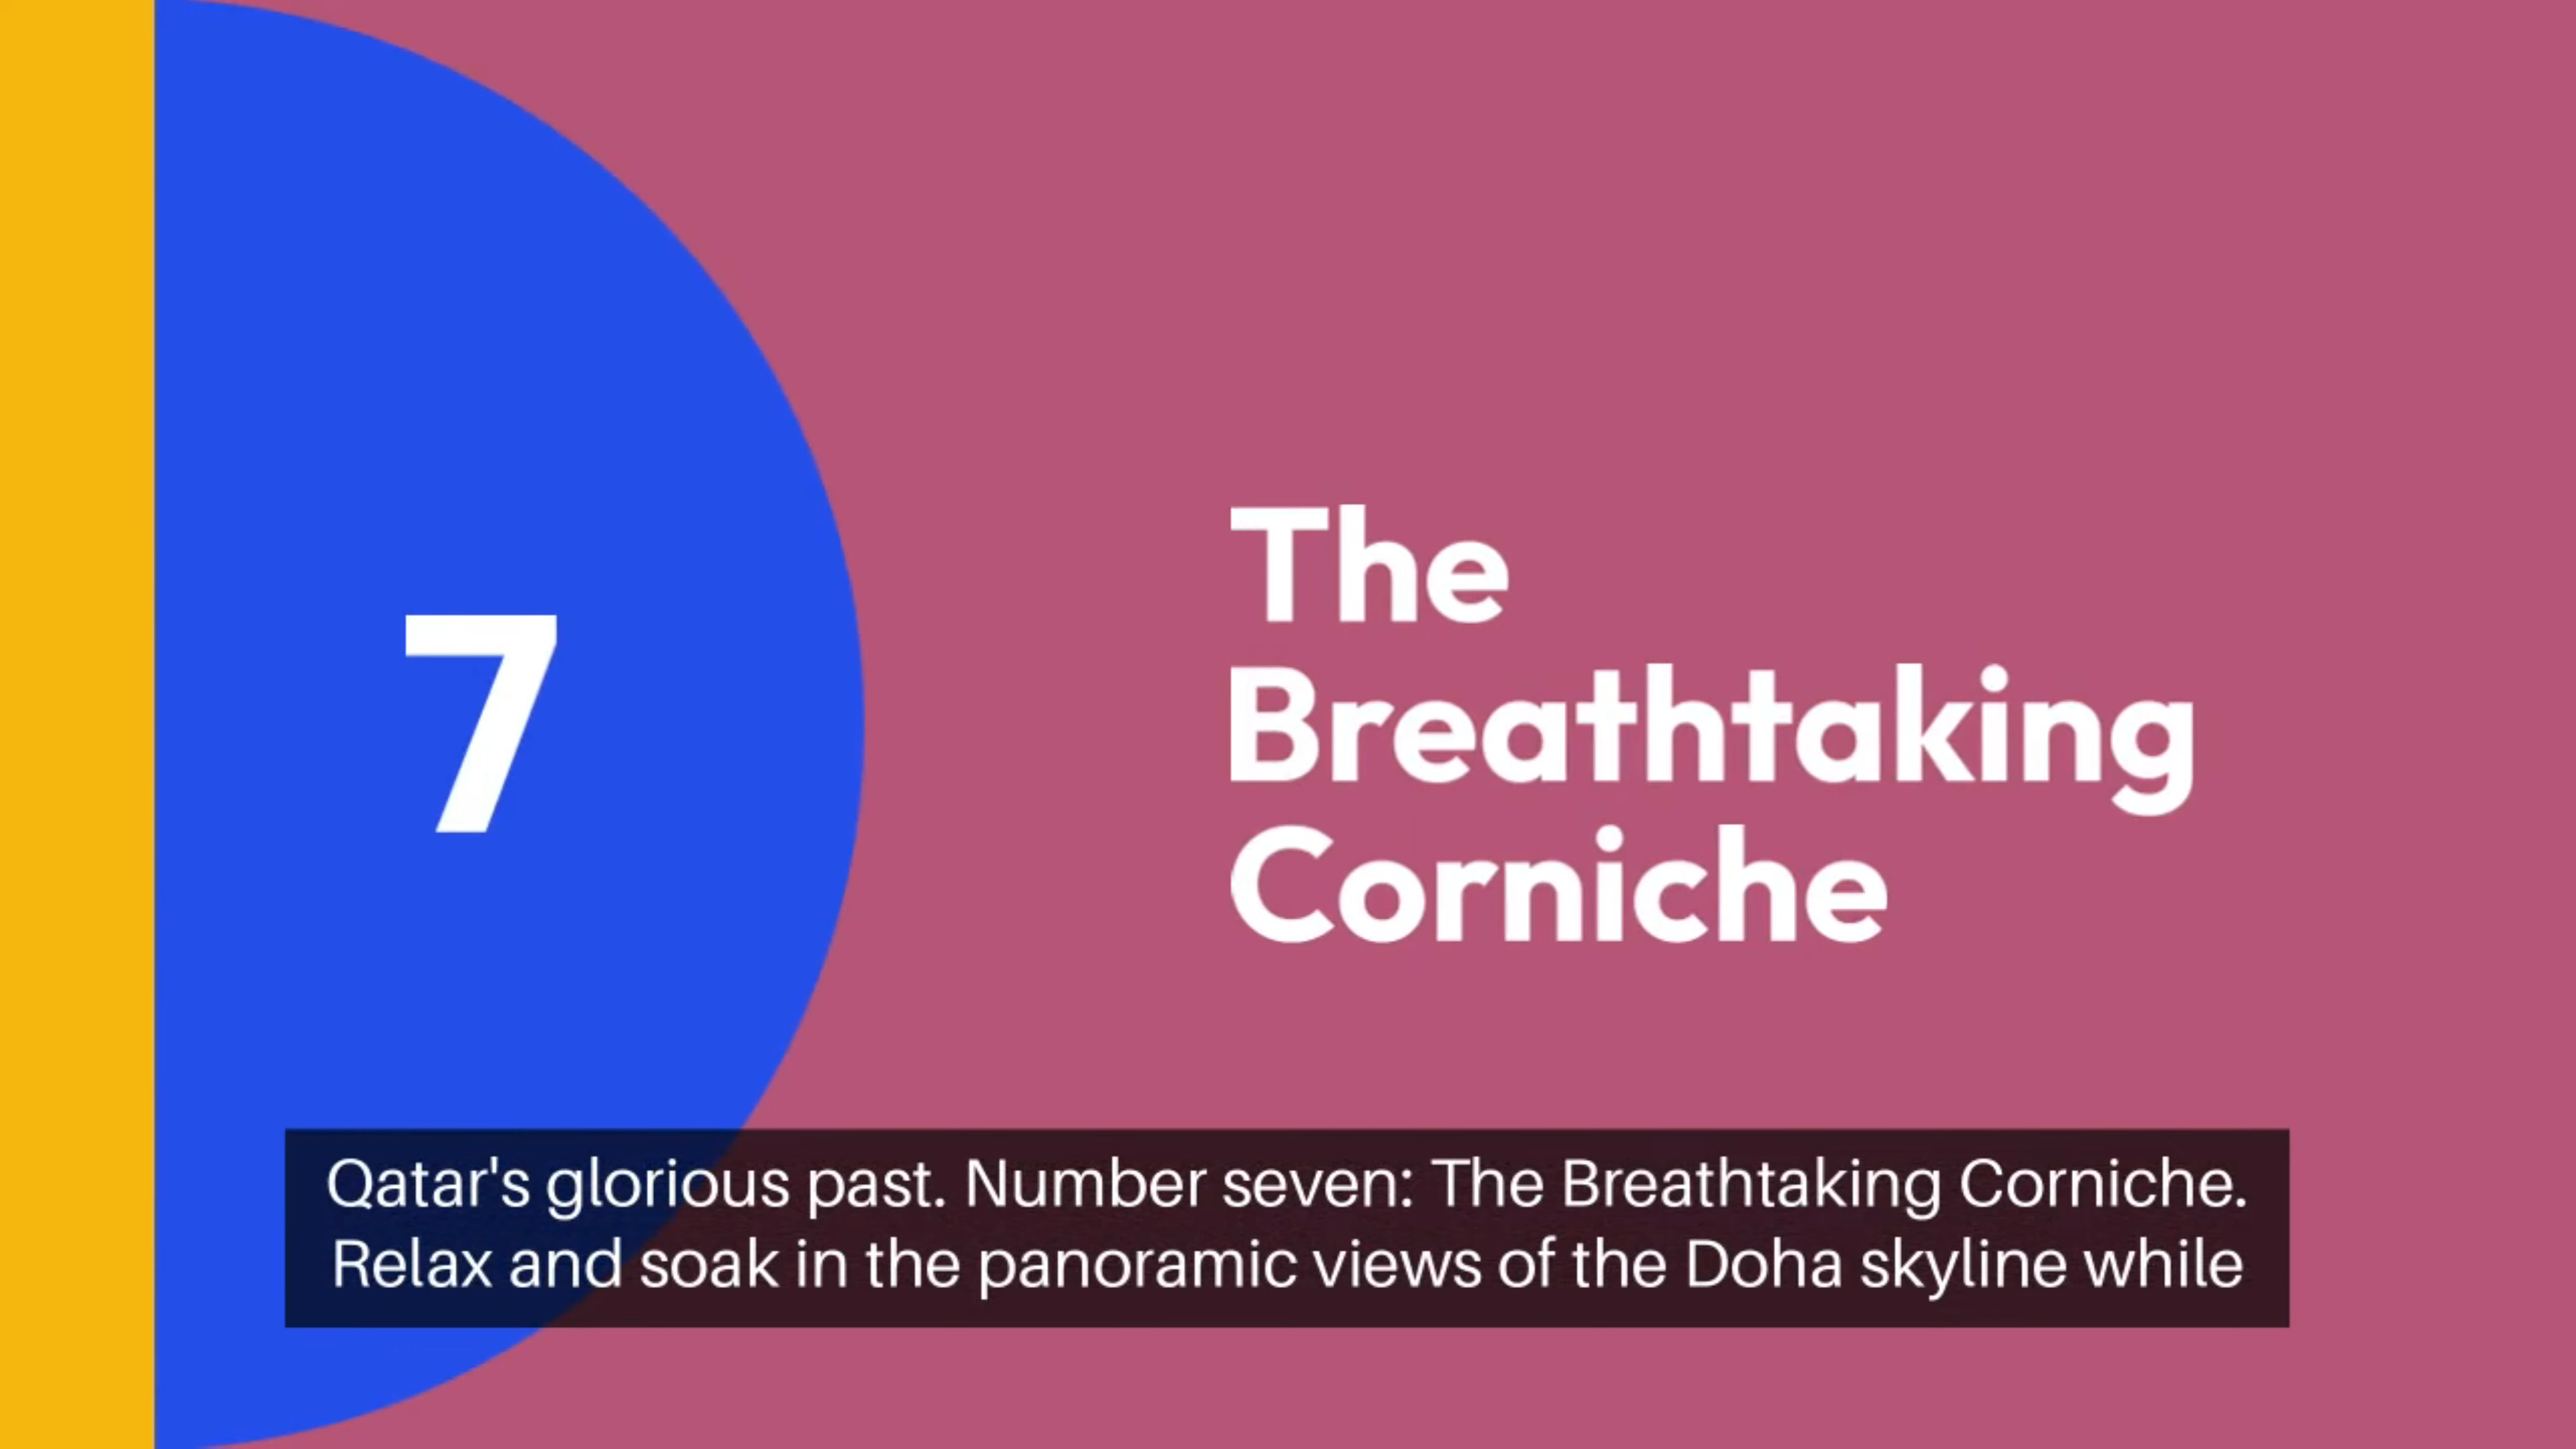 7
The
Breathtaking
Corniche
Qatar's glorious past. Number seven: The Breathtaking Corniche.
Relax and soak in the panoramic views of the Doha skyline while